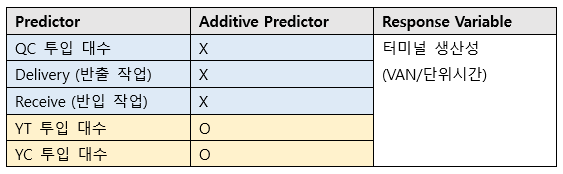 Predictor Additive Predictor Response Variable
QC 투입 대수 X 터미널 생산성
Delivery (반출 작업) X (VAN/단위시간)
Receive (반입 작업) X
YT 투입 대수 O
YC 투입 대수 O